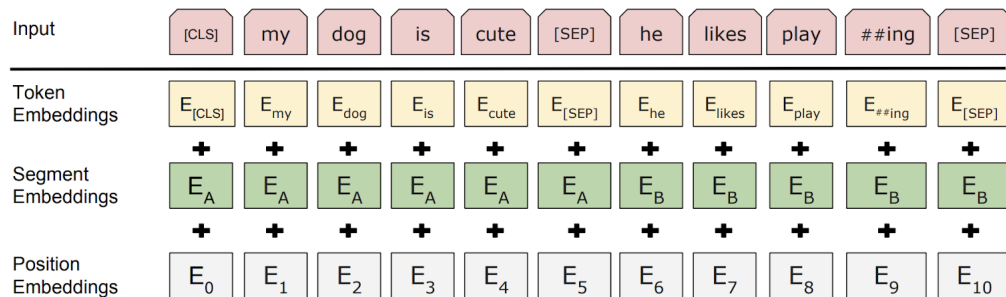 Input [CLS] my dog is cute [SEP] he likes play ##ing [SEP]
Token Embeddings E[CLS] Emy Edog Eis Ecute E[SEP] Ehe Elikes Eplay E##ing E[SEP]
+ + + + + + + + + + +
Segment Embeddings EA EA EA EA EA EA EB EB EB EB EB
+ + + + + + + + + + +
Position Embeddings E0 E1 E2 E3 E4 E5 E6 E7 E8 E9 E10